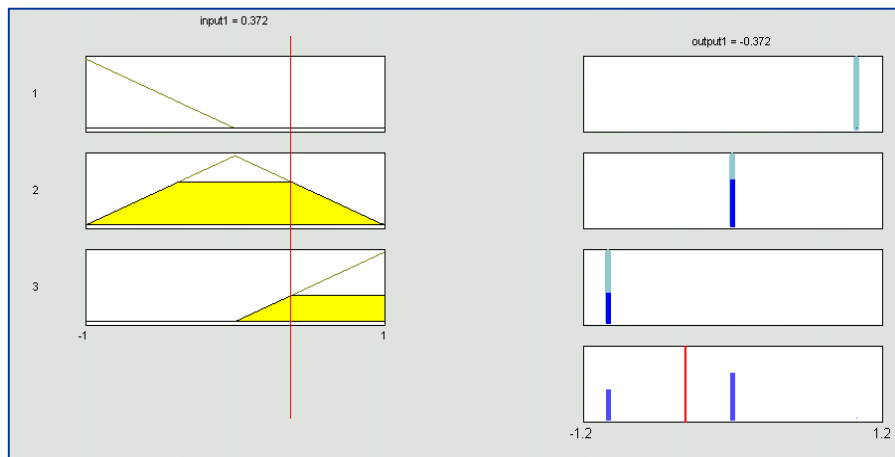 input1 = 0.372
output1 = -0.372
1
2
3
-1 1
-1.2 1.2